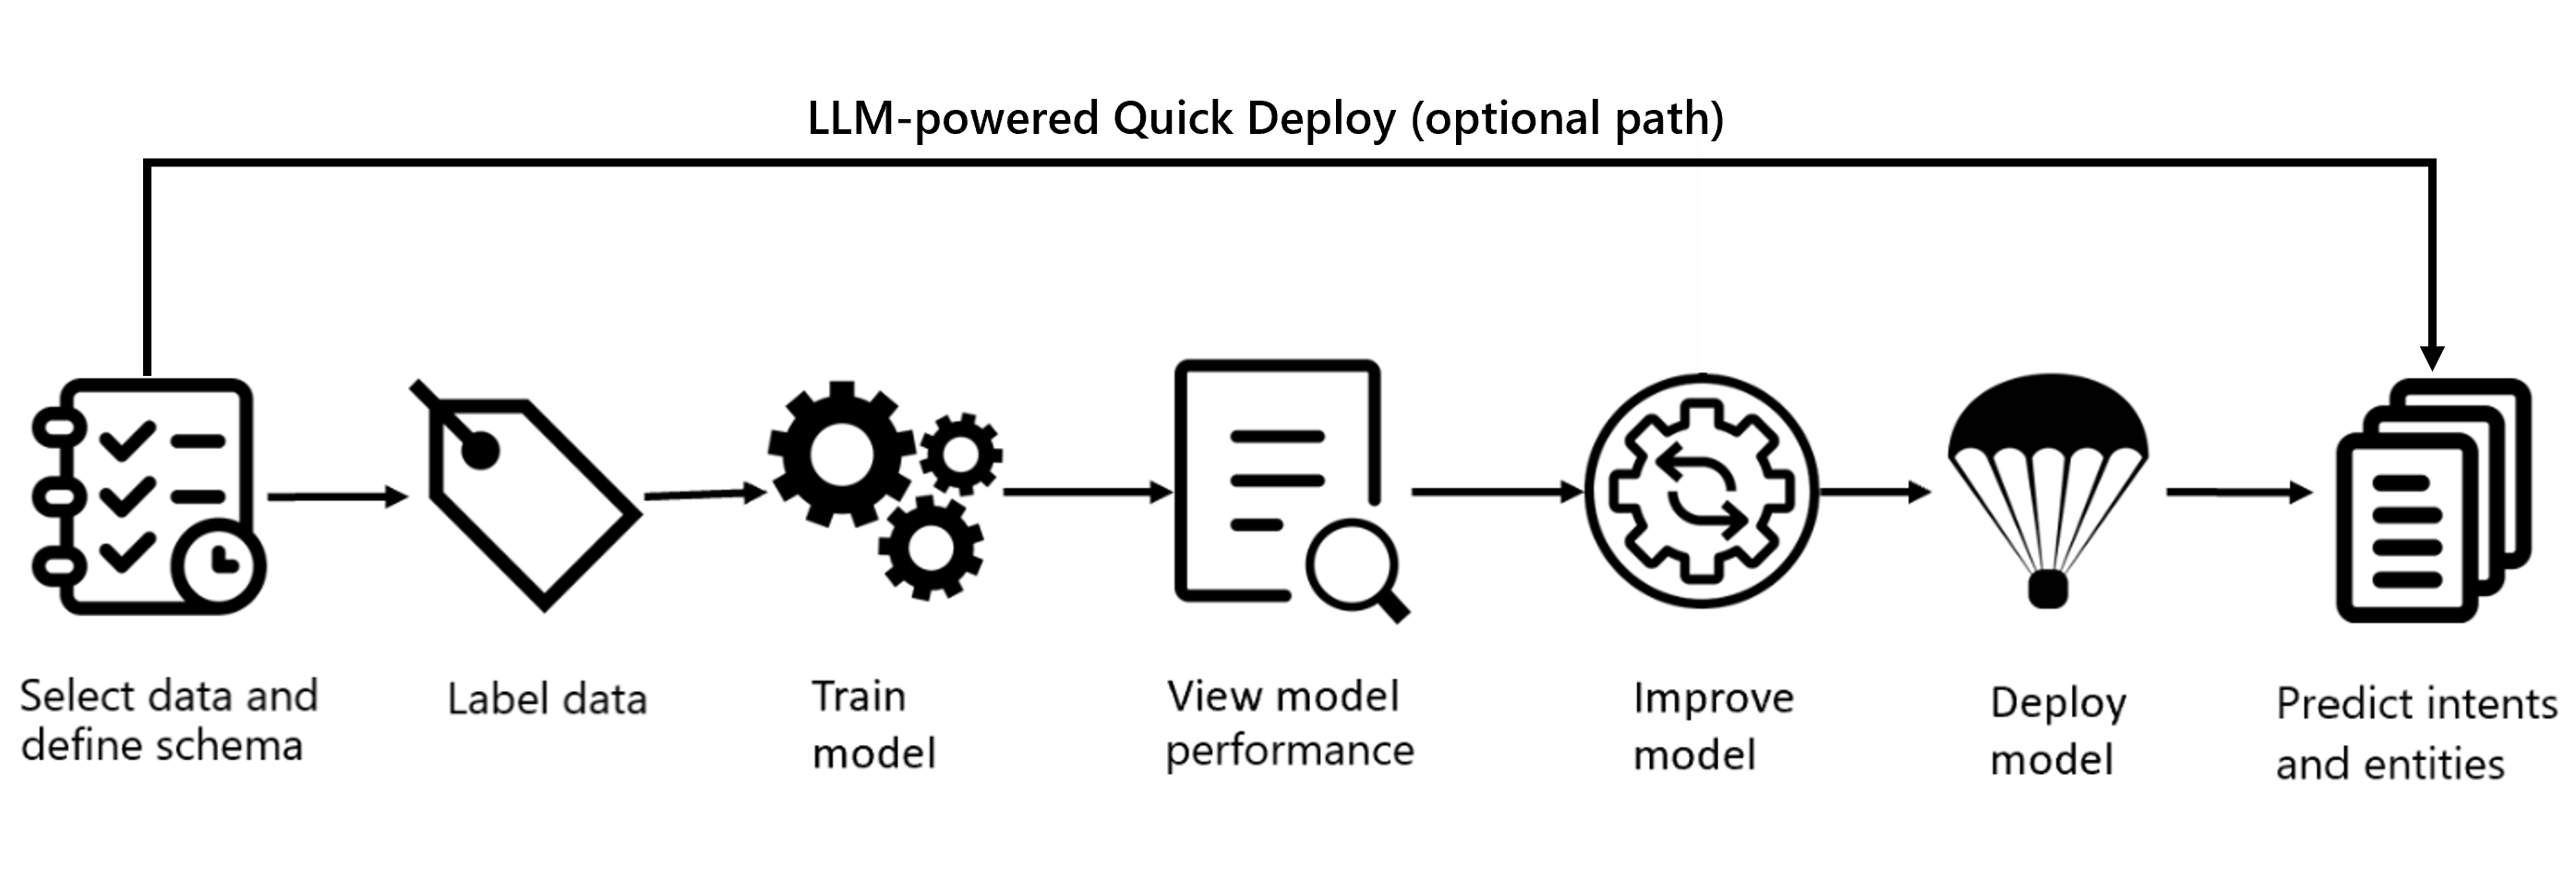 LLM-powered Quick Deploy (optional path)
Select data and
define schema
Label data
Train
model
View model
performance
Improve
model
Deploy
model
Predict intents
and entities